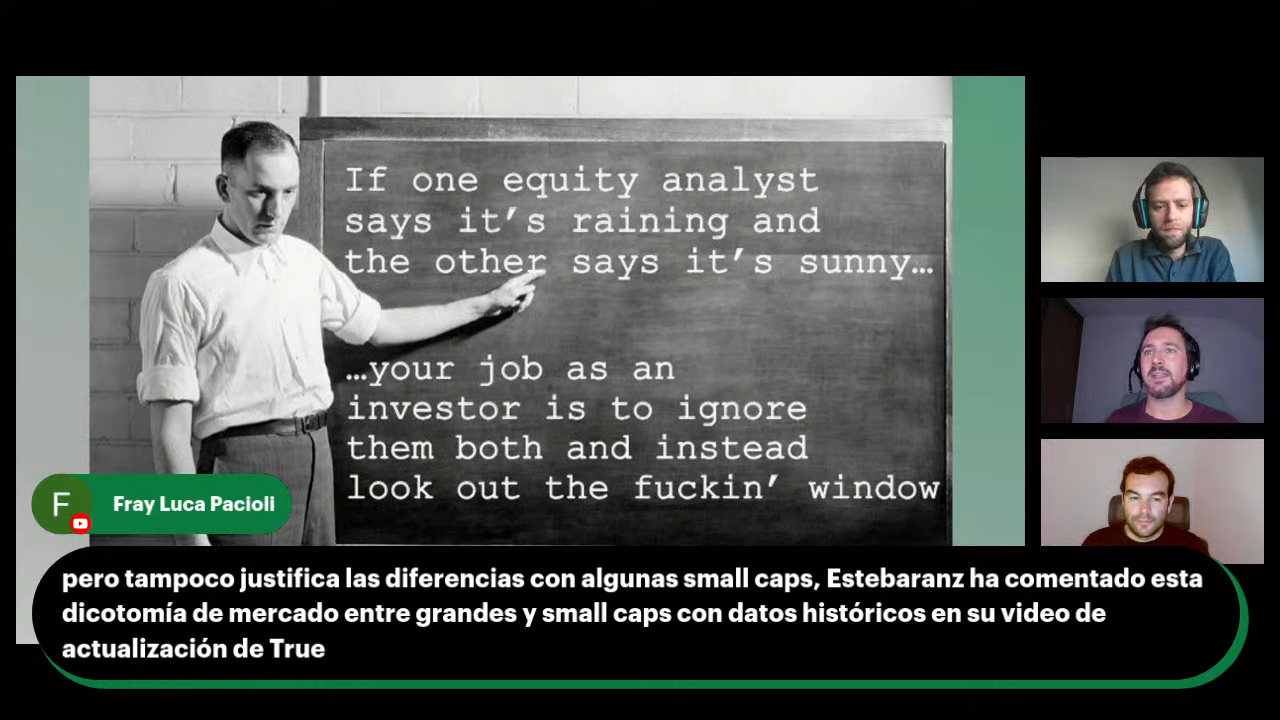 If one equity analyst
says it's raining and
the other says it's sunny…
…your job as an
investor is to ignore
them both and instead
look out the fuckin’ window
F
Fray Luca Pacioli
pero tampoco justifica las diferencias con algunas small caps, Estebaranz ha comentado esta
dicotomía de mercado entre grandes y small caps con datos históricos en su video de
actualización de True